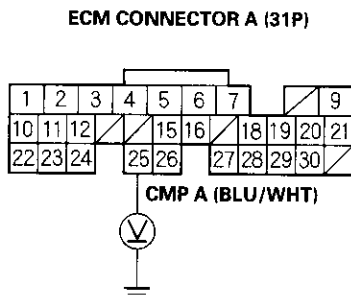 ECM CONNECTOR A (31P)
1 2 3 4 5 6 7 9
10 11 12 15 16 18 19 20 21
22 23 24 25 26 27 28 29 30
CMP A (BLU/WHT)
V